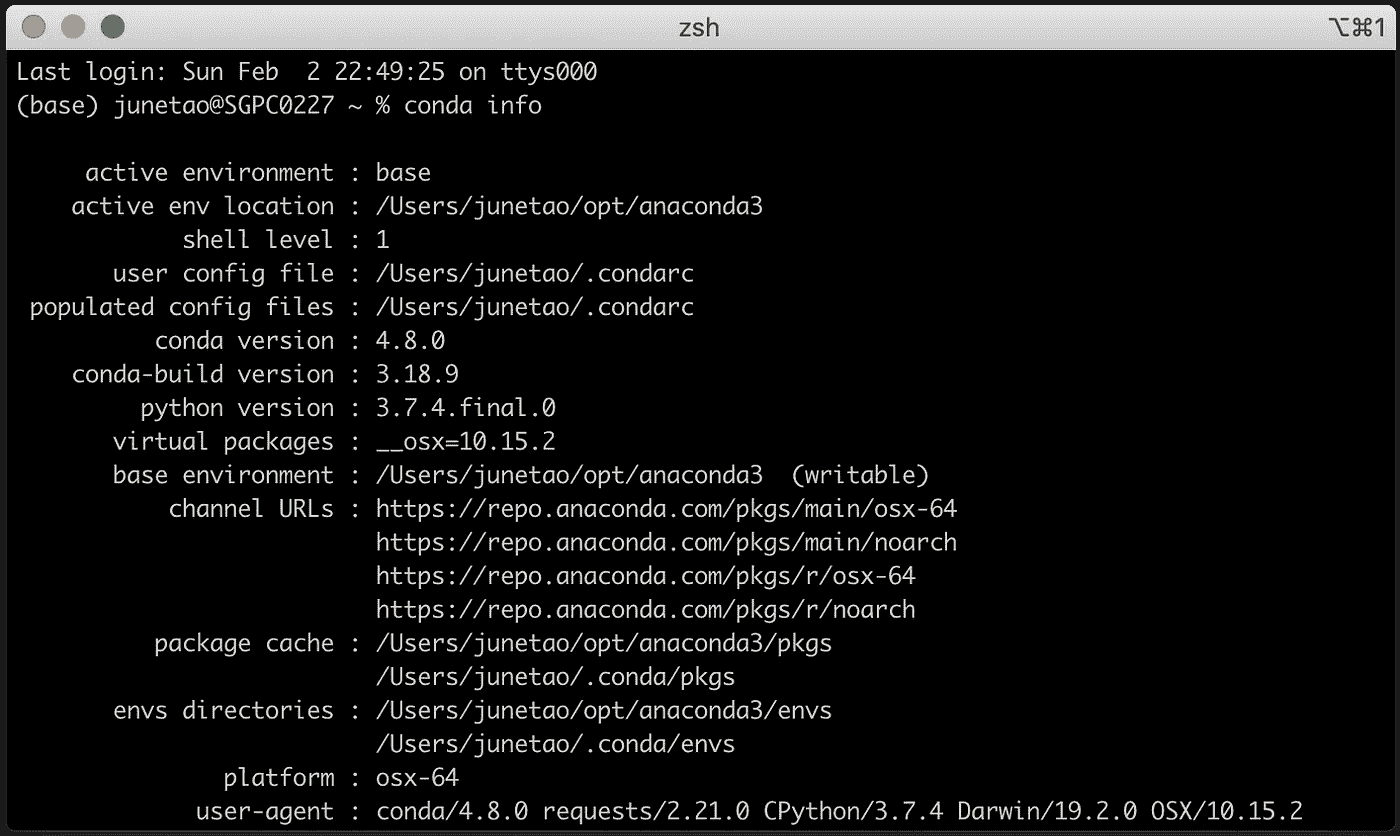 zsh
⌥⌘1
Last login: Sun Feb  2 22:49:25 on ttys000
(base) junetao@SGPC0227 ~ % conda info
active environment : base
active env location : /Users/junetao/opt/anaconda3
shell level : 1
user config file : /Users/junetao/.condarc
populated config files : /Users/junetao/.condarc
conda version : 4.8.0
conda-build version : 3.18.9
python version : 3.7.4.final.0
virtual packages : __osx=10.15.2
base environment : /Users/junetao/opt/anaconda3  (writable)
channel URLs : https://repo.anaconda.com/pkgs/main/osx-64
https://repo.anaconda.com/pkgs/main/noarch
https://repo.anaconda.com/pkgs/r/osx-64
https://repo.anaconda.com/pkgs/r/noarch
package cache : /Users/junetao/opt/anaconda3/pkgs
/Users/junetao/.conda/pkgs
envs directories : /Users/junetao/opt/anaconda3/envs
/Users/junetao/.conda/envs
platform : osx-64
user-agent : conda/4.8.0 requests/2.21.0 CPython/3.7.4 Darwin/19.2.0 OSX/10.15.2